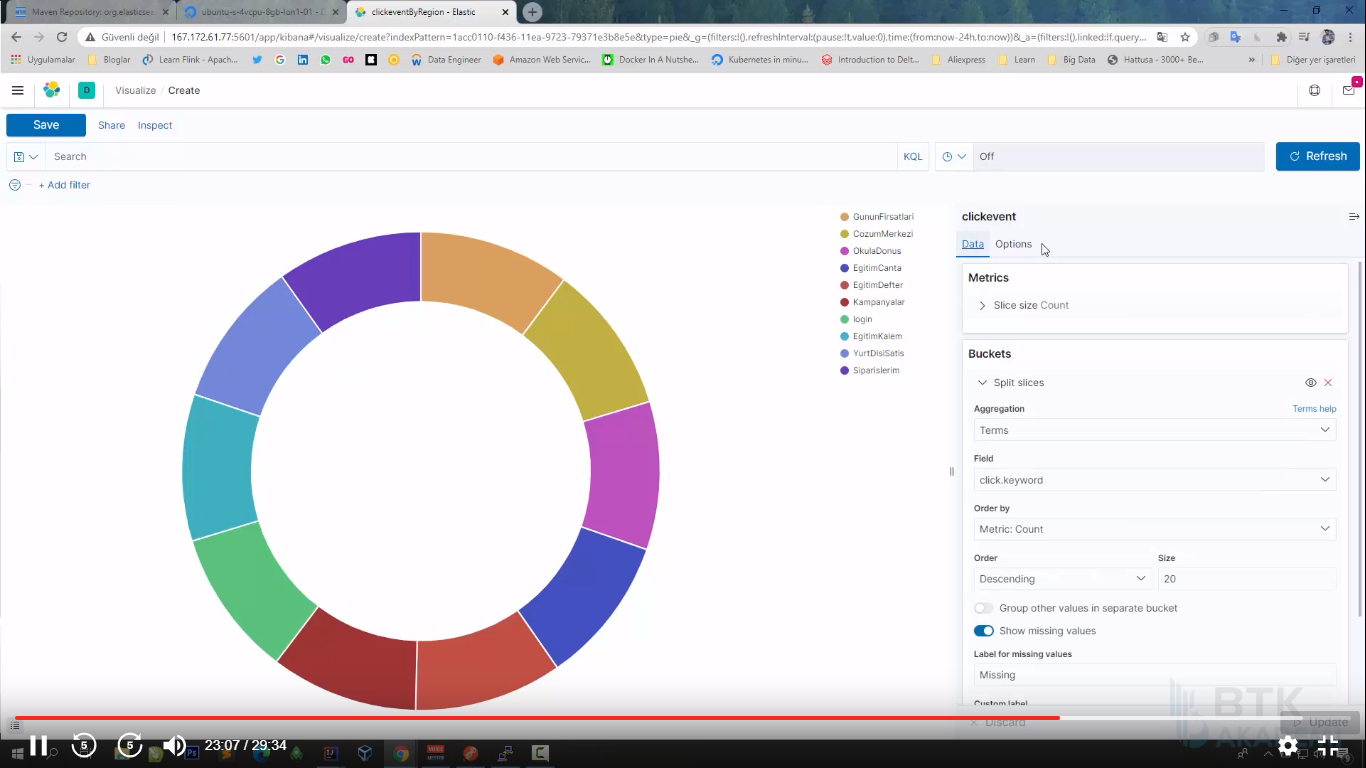 Maven Repository: org.elasticsea
ubuntu-s-4vcpu-8gb-lon1-01 - D
clickeventByRegion - Elastic
Güvenli değil
167.172.61.77:5601/app/kibana#/visualize/create?indexPattern=1acc0110-f436-11ea-9723-79371e3b8e5e&type=pie&_g=(filters:!(),refreshInterval:(pause:!t,value:0),time:(from:now-24h,to:now))&_a=(filters:!(),linked:!f,query...
Uygulamalar
Bloglar
Learn Flink - Apach...
Data Engineer
Amazon Web Servic...
Docker In A Nutshe...
Kubernetes in minu...
Introduction to Delt...
Aliexpress
Learn
Big Data
Hattusa - 3000+ Be...
»
Diğer yer işaretleri
D
Visualize
Create
Save
Share
Inspect
Search
KQL
Off
Refresh
+ Add filter
GununFirsatlari
CozumMerkezi
OkulaDonus
EgitimCanta
EgitimDefter
Kampanyalar
login
EgitimKalem
YurtDisiSatis
Siparislerim
clickevent
Data
Options
Metrics
Slice size Count
Buckets
Split slices
Aggregation
Terms help
Terms
Field
click.keyword
Order by
Metric: Count
Order
Size
Descending
20
Group other values in separate bucket
Show missing values
Label for missing values
Missing
Custom label
Discard
Update
BTK
AKADEMİ
5
5
23:07 / 29:34